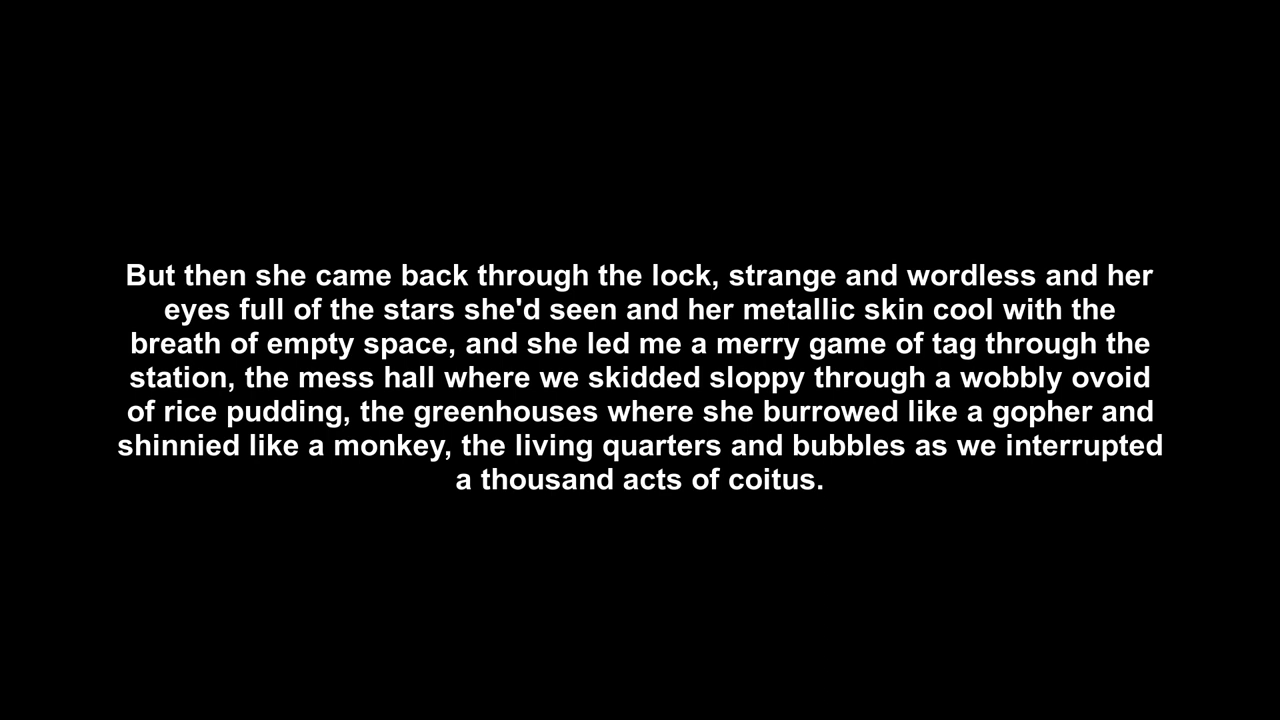 But then she came back through the lock, strange and wordless and her
eyes full of the stars she'd seen and her metallic skin cool with the
breath of empty space, and she led me a merry game of tag through the
station, the mess hall where we skidded sloppy through a wobbly ovoid
of rice pudding, the greenhouses where she burrowed like a gopher and
shinnied like a monkey, the living quarters and bubbles as we interrupted
a thousand acts of coitus.